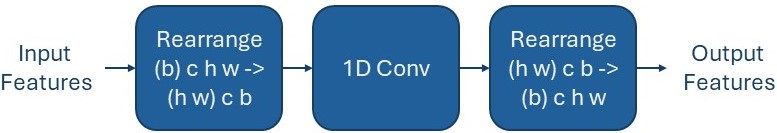 Input
Features
Rearrange
(b) c h w ->
(h w) c b
1D Conv
Rearrange
(h w) c b ->
(b) c h w
Output
Features